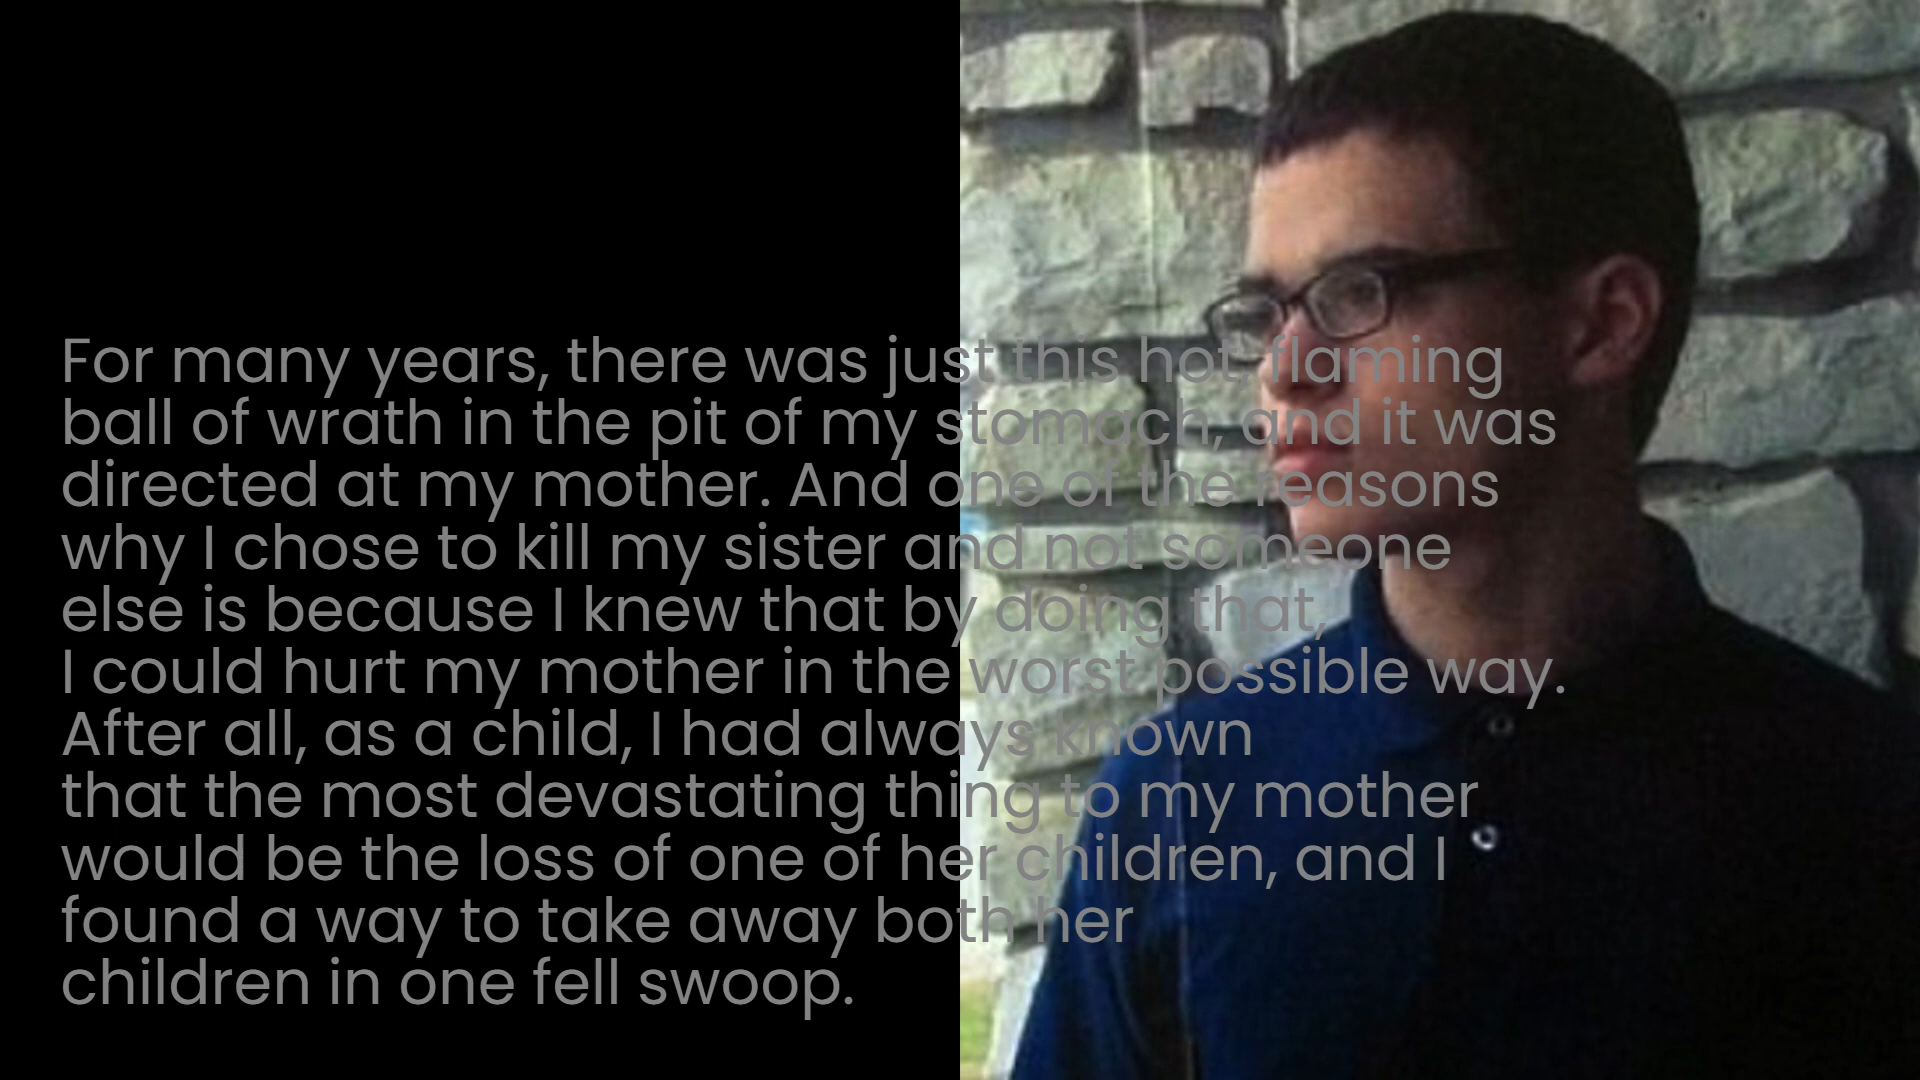 For many years, there was just this hot, flaming
ball of wrath in the pit of my stomach, and it was
directed at my mother. And one of the reasons
why I chose to kill my sister and not someone
else is because I knew that by doing that,
I could hurt my mother in the worst possible way.
After all, as a child, I had always known
that the most devastating thing to my mother
would be the loss of one of her children, and I
found a way to take away both her
children in one fell swoop.